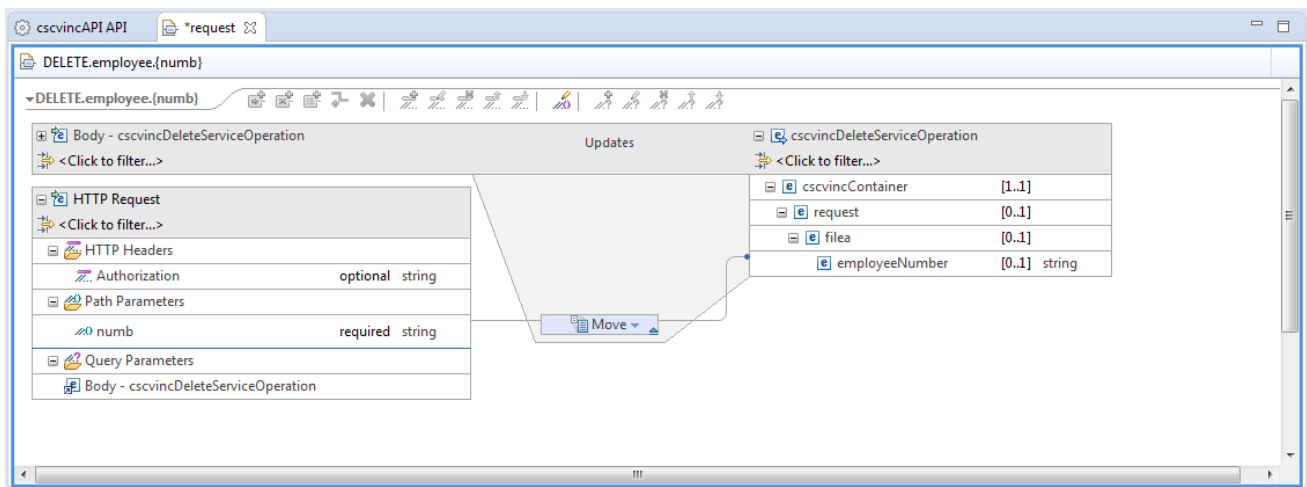 cscvincAPI API *request
DELETE.employee.{numb}
DELETE.employee.{numb}
Body - cscvincDeleteServiceOperation
<Click to filter...>
Updates
cscvincDeleteServiceOperation
<Click to filter...>
cscvincContainer [1..1]
request [0..1]
filea [0..1]
employeeNumber [0..1] string
HTTP Request
<Click to filter...>
HTTP Headers
Authorization optional string
Path Parameters
numb required string
Move
Query Parameters
Body - cscvincDeleteServiceOperation